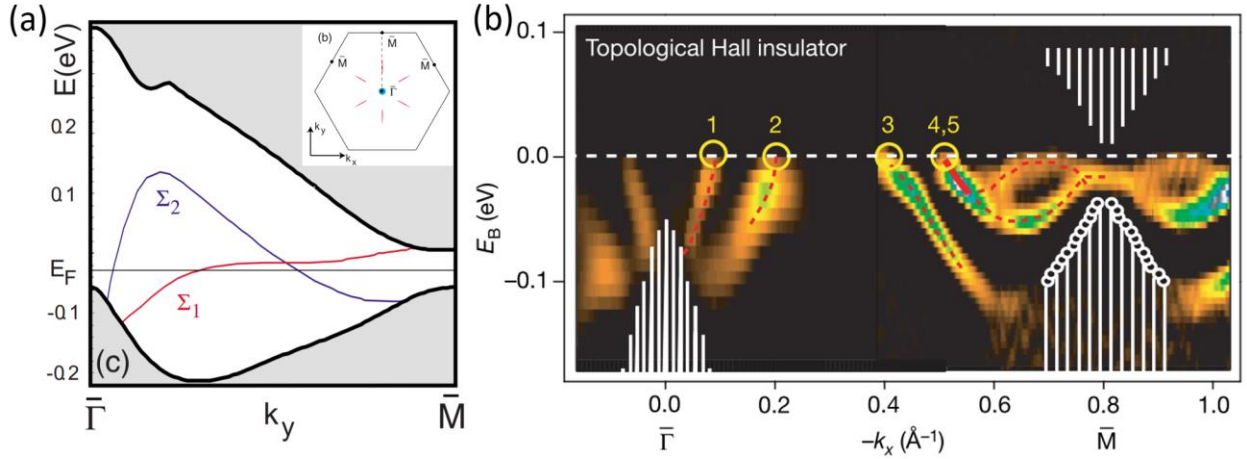 (a)
E(eV)
0.2
0.1
E_F
-0.1
-0.2
Σ₂
Σ₁
(c)
Γ̄
k_y
M̄
(b)
M̄
M̄
M̄
Γ̄
k_y
k_x
(b)
Topological Hall insulator
0.1
0.0
−0.1
E_B (eV)
1
2
3
4,5
0.0
0.2
0.4
0.6
0.8
1.0
Γ̄
−k_x (Å⁻¹)
M̄